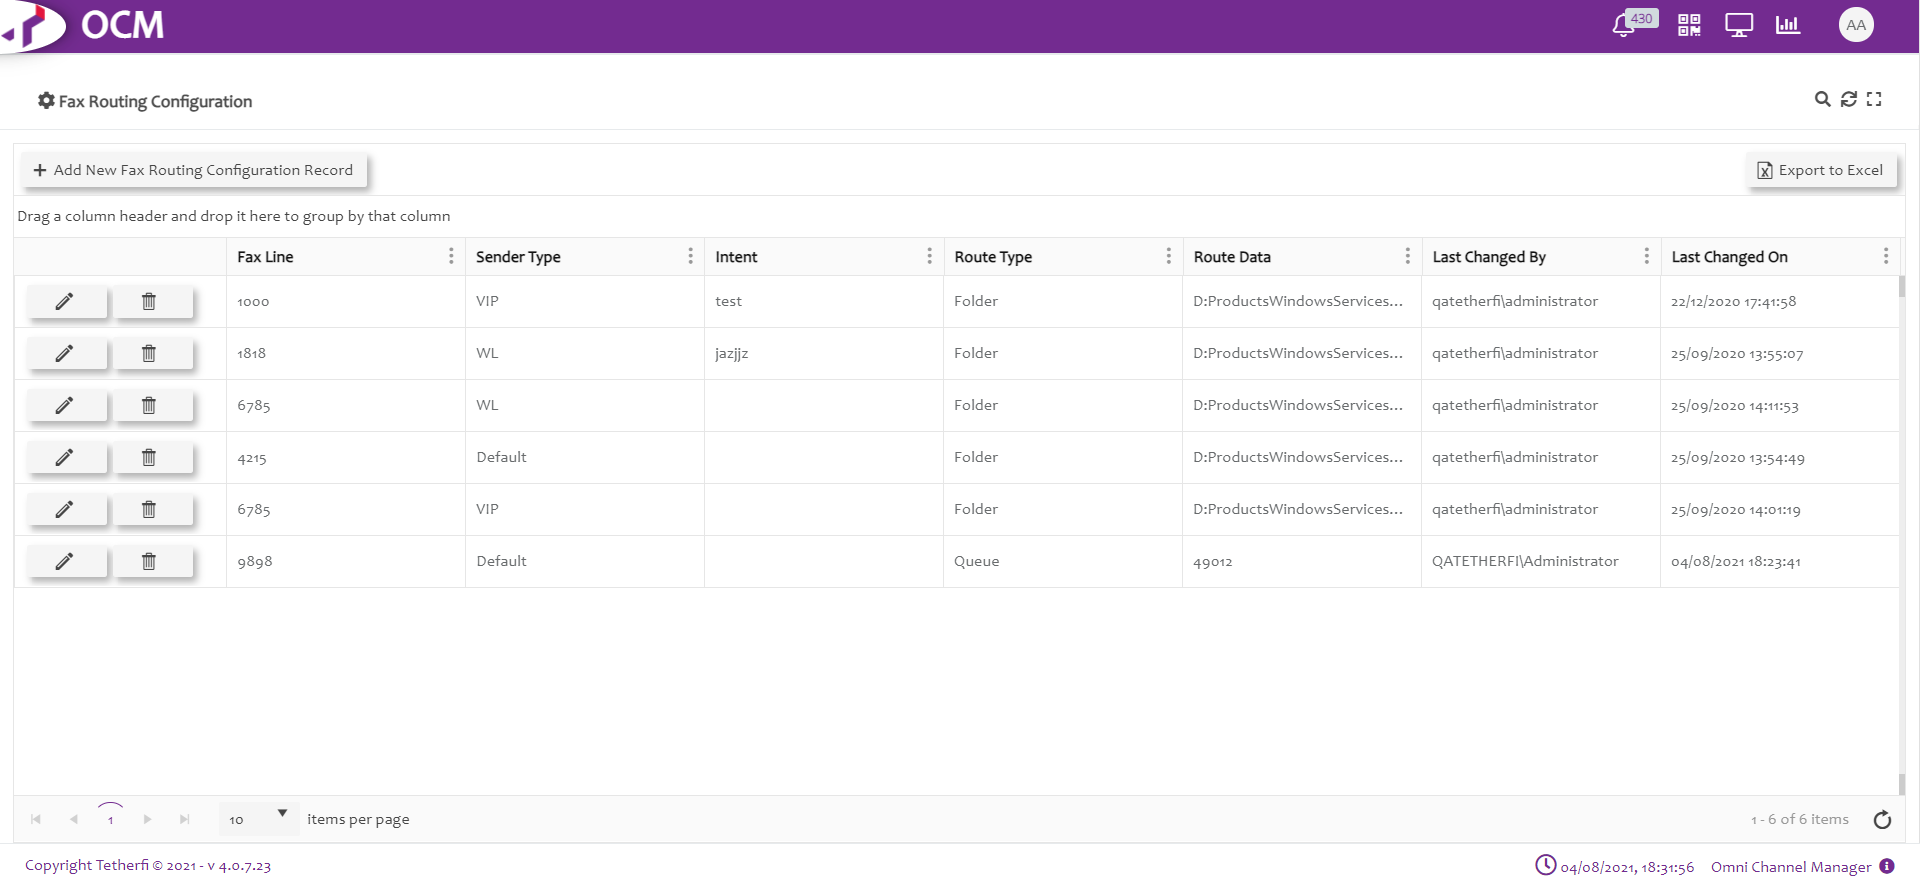 OCM
430
AA
Fax Routing Configuration
+ Add New Fax Routing Configuration Record
Export to Excel
Drag a column header and drop it here to group by that column
Fax Line Sender Type Intent Route Type Route Data Last Changed By Last Changed On
1000 VIP test Folder D:ProductsWindowsServices... qatetherfi\administrator 22/12/2020 17:41:58
1818 WL jazjjz Folder D:ProductsWindowsServices... qatetherfi\administrator 25/09/2020 13:55:07
6785 WL Folder D:ProductsWindowsServices... qatetherfi\administrator 25/09/2020 14:11:53
4215 Default Folder D:ProductsWindowsServices... qatetherfi\administrator 25/09/2020 13:54:49
6785 VIP Folder D:ProductsWindowsServices... qatetherfi\administrator 25/09/2020 14:01:19
9898 Default Queue 49012 QATETHERFI\Administrator 04/08/2021 18:23:41
1 10 items per page 1 - 6 of 6 items
Copyright Tetherfi © 2021 - v 4.0.7.23 04/08/2021, 18:31:56 Omni Channel Manager